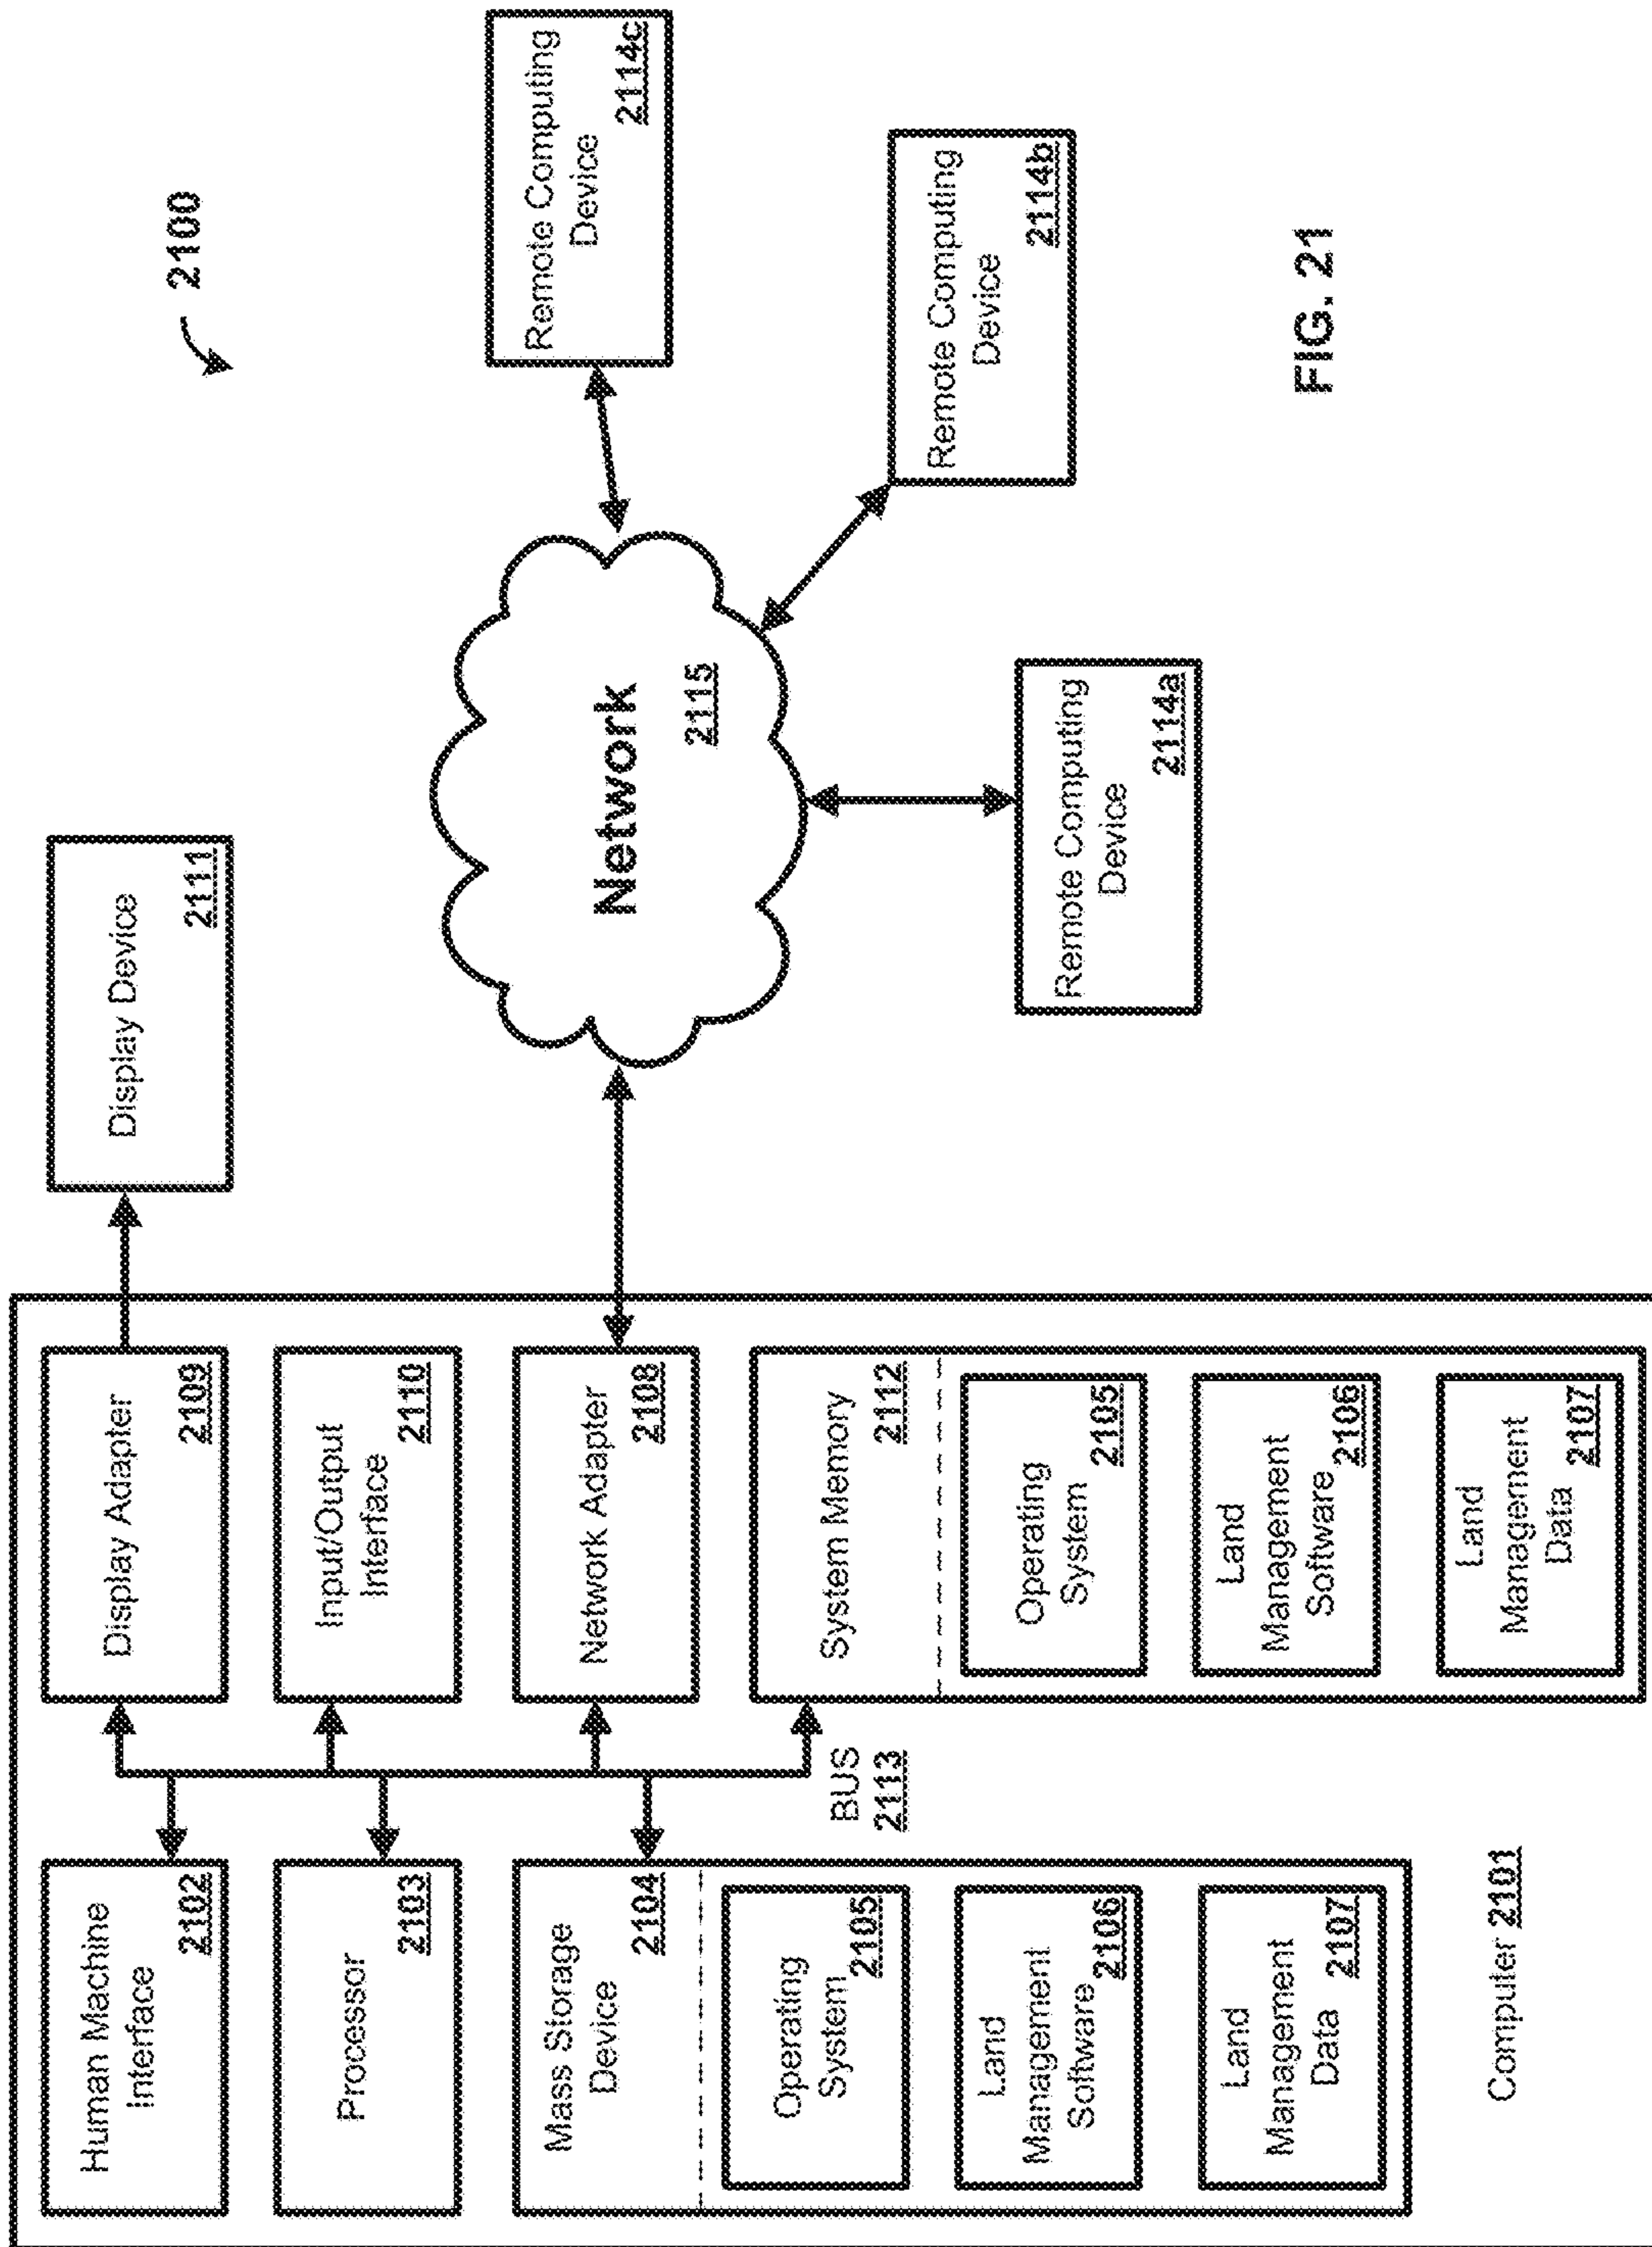 2100
Human Machine
Interface
2102
Processor
2103
Mass Storage
Device
2104
Operating
System
2105
Land
Management
Software
2106
Land
Management
Data
2107
Computer 2101
BUS
2113
Display Adapter
2109
Input/Output
Interface
2110
Network Adapter
2108
System Memory
2112
Operating
System
2105
Land
Management
Software
2106
Land
Management
Data
2107
Display Device
2111
Network
2115
Remote Computing
Device
2114a
Remote Computing
Device
2114b
Remote Computing
Device
2114c
FIG. 21